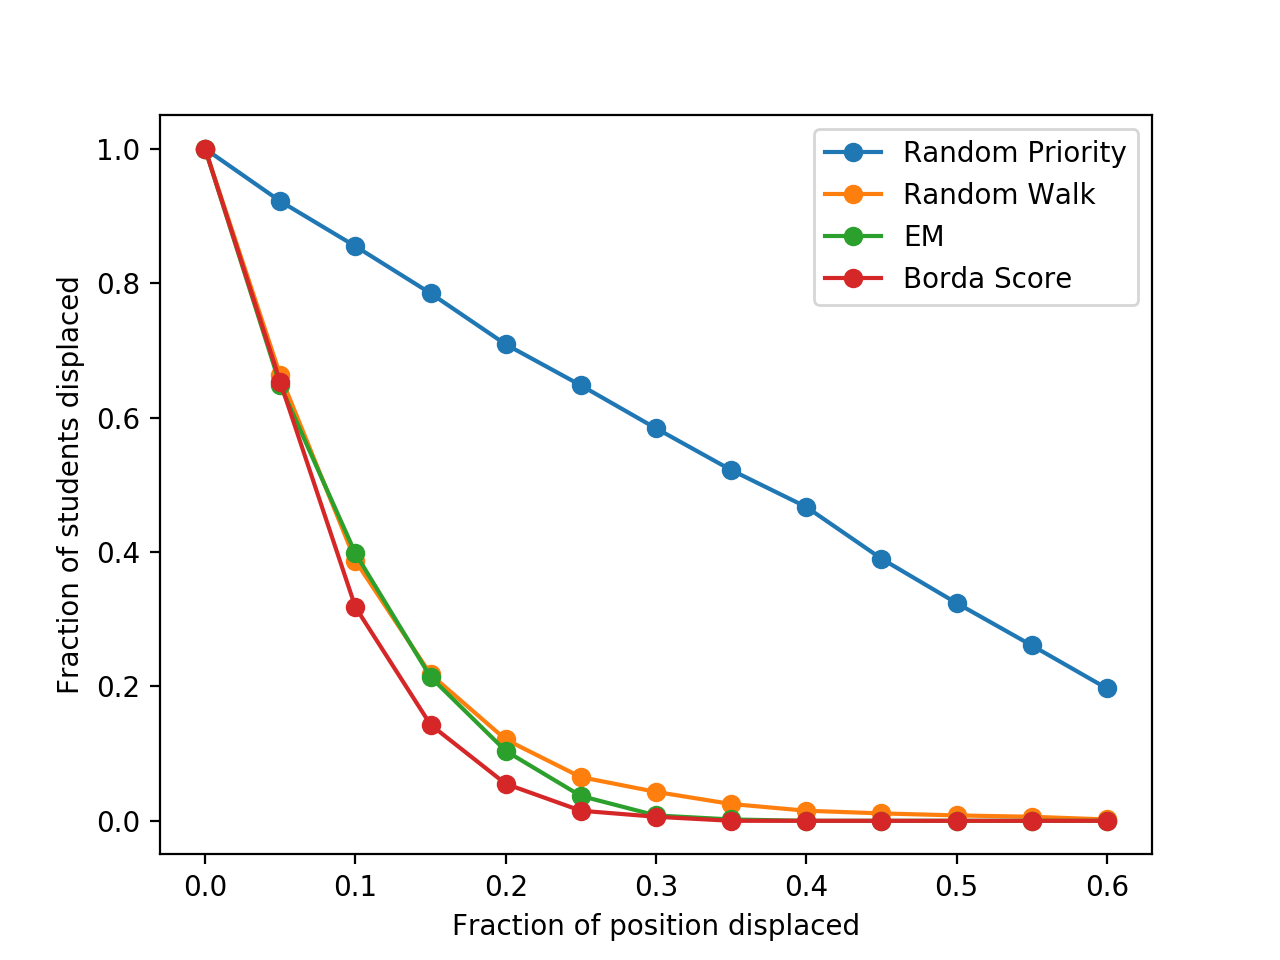 Random Priority
Random Walk
EM
Borda Score
1.0
0.8
0.6
0.4
0.2
0.0
Fraction of students displaced
0.0 0.1 0.2 0.3 0.4 0.5 0.6
Fraction of position displaced